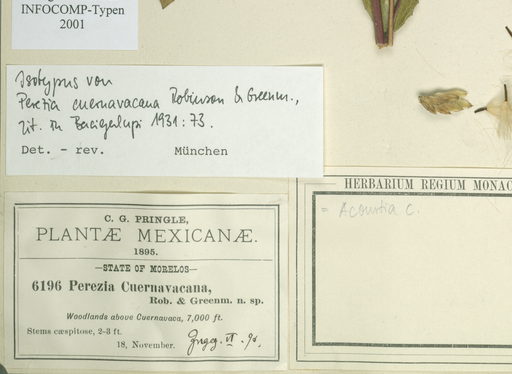 INFOCOMP-Typen
2001
Isotypus von
Perezia cuernavacana Robinson & Greenm.,
zit. in Bacigalupi 1931: 73.
Det. - rev. München
HERBARIUM REGIUM MONAC
= Acourtia c.
C. G. PRINGLE,
PLANTÆ MEXICANÆ.
1895.
—STATE OF MORELOS—
6196 Perezia Cuernavacana,
Rob. & Greenm. n. sp.
Woodlands above Cuernavaca, 7,000 ft.
Stems cæspitose, 2-3 ft.
18, November.